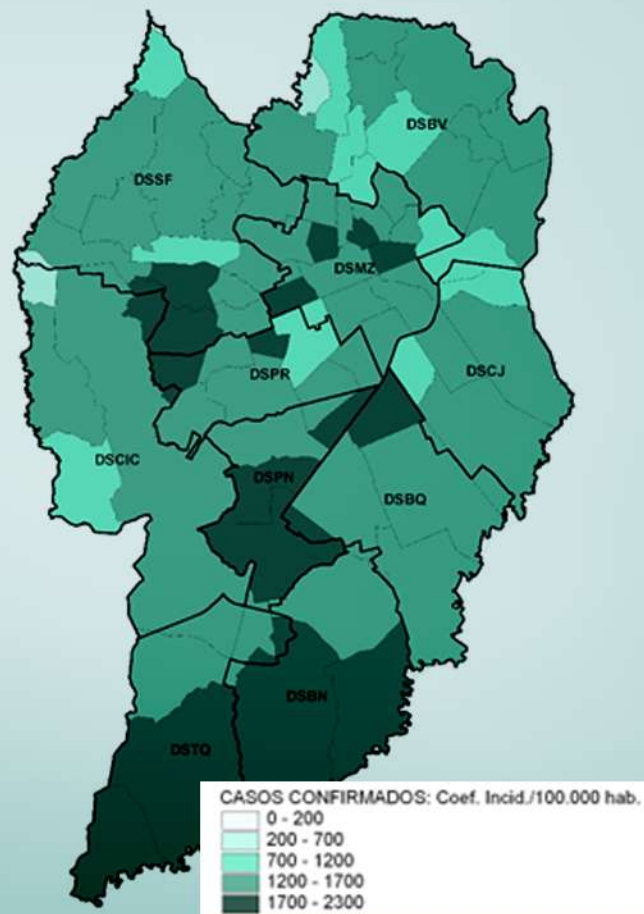 DSBV
DSSF
DSMZ
DSPR
DSCJ
DSCIC
DSPN
DSBQ
DSBN
DSTQ
CASOS CONFIRMADOS: Coef. Incid./100.000 hab.
0 - 200
200 - 700
700 - 1200
1200 - 1700
1700 - 2300